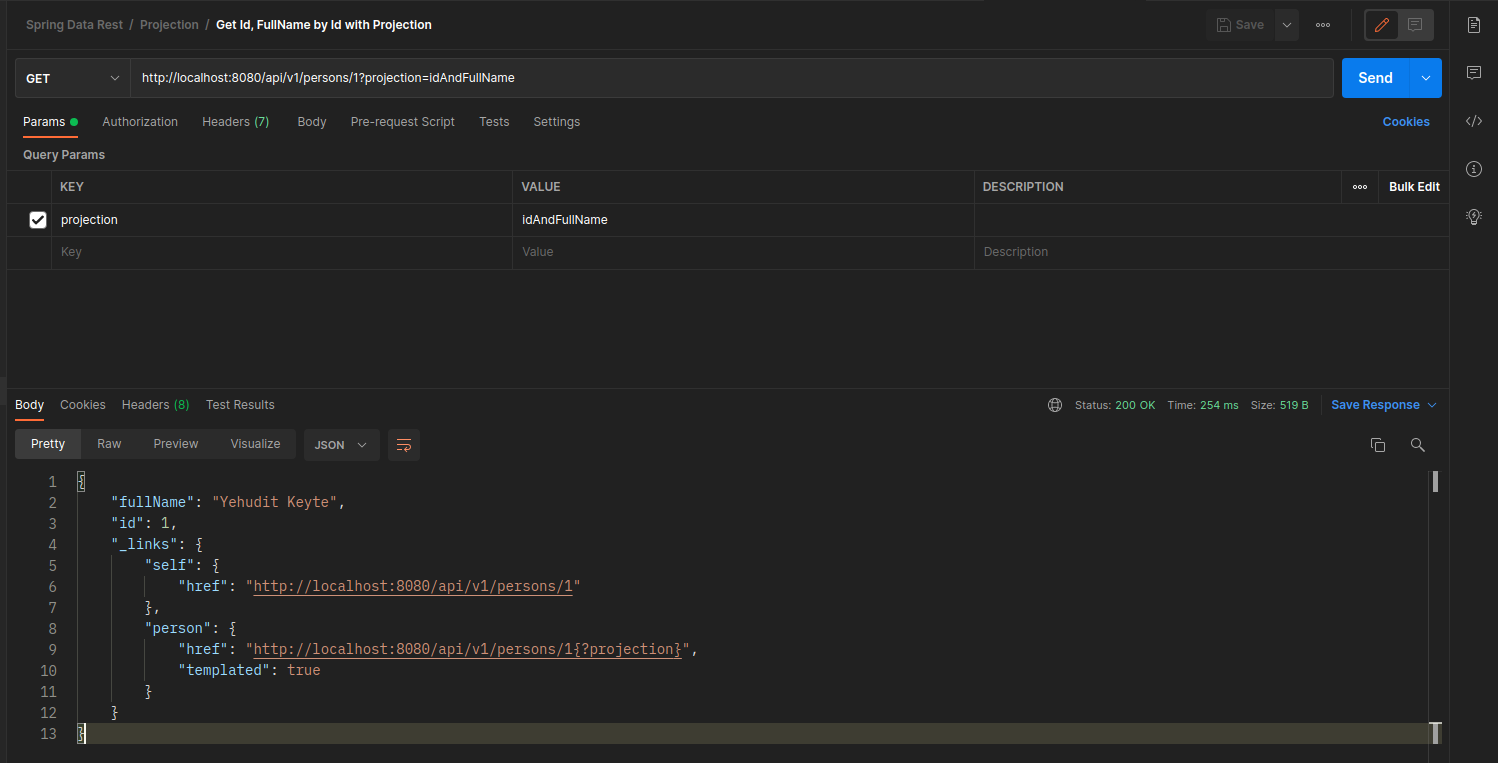 Spring Data Rest / Projection / Get Id, FullName by Id with Projection Save
GET http://localhost:8080/api/v1/persons/1?projection=idAndFullName Send
Params Authorization Headers (7) Body Pre-request Script Tests Settings Cookies
Query Params
KEY VALUE DESCRIPTION Bulk Edit
projection idAndFullName
Key Value Description
Body Cookies Headers (8) Test Results Status: 200 OK Time: 254 ms Size: 519 B Save Response
Pretty Raw Preview Visualize JSON
1 {
2 "fullName": "Yehudit Keyte",
3 "id": 1,
4 "_links": {
5 "self": {
6 "href": "http://localhost:8080/api/v1/persons/1"
7 },
8 "person": {
9 "href": "http://localhost:8080/api/v1/persons/1{?projection}",
10 "templated": true
11 }
12 }
13 }